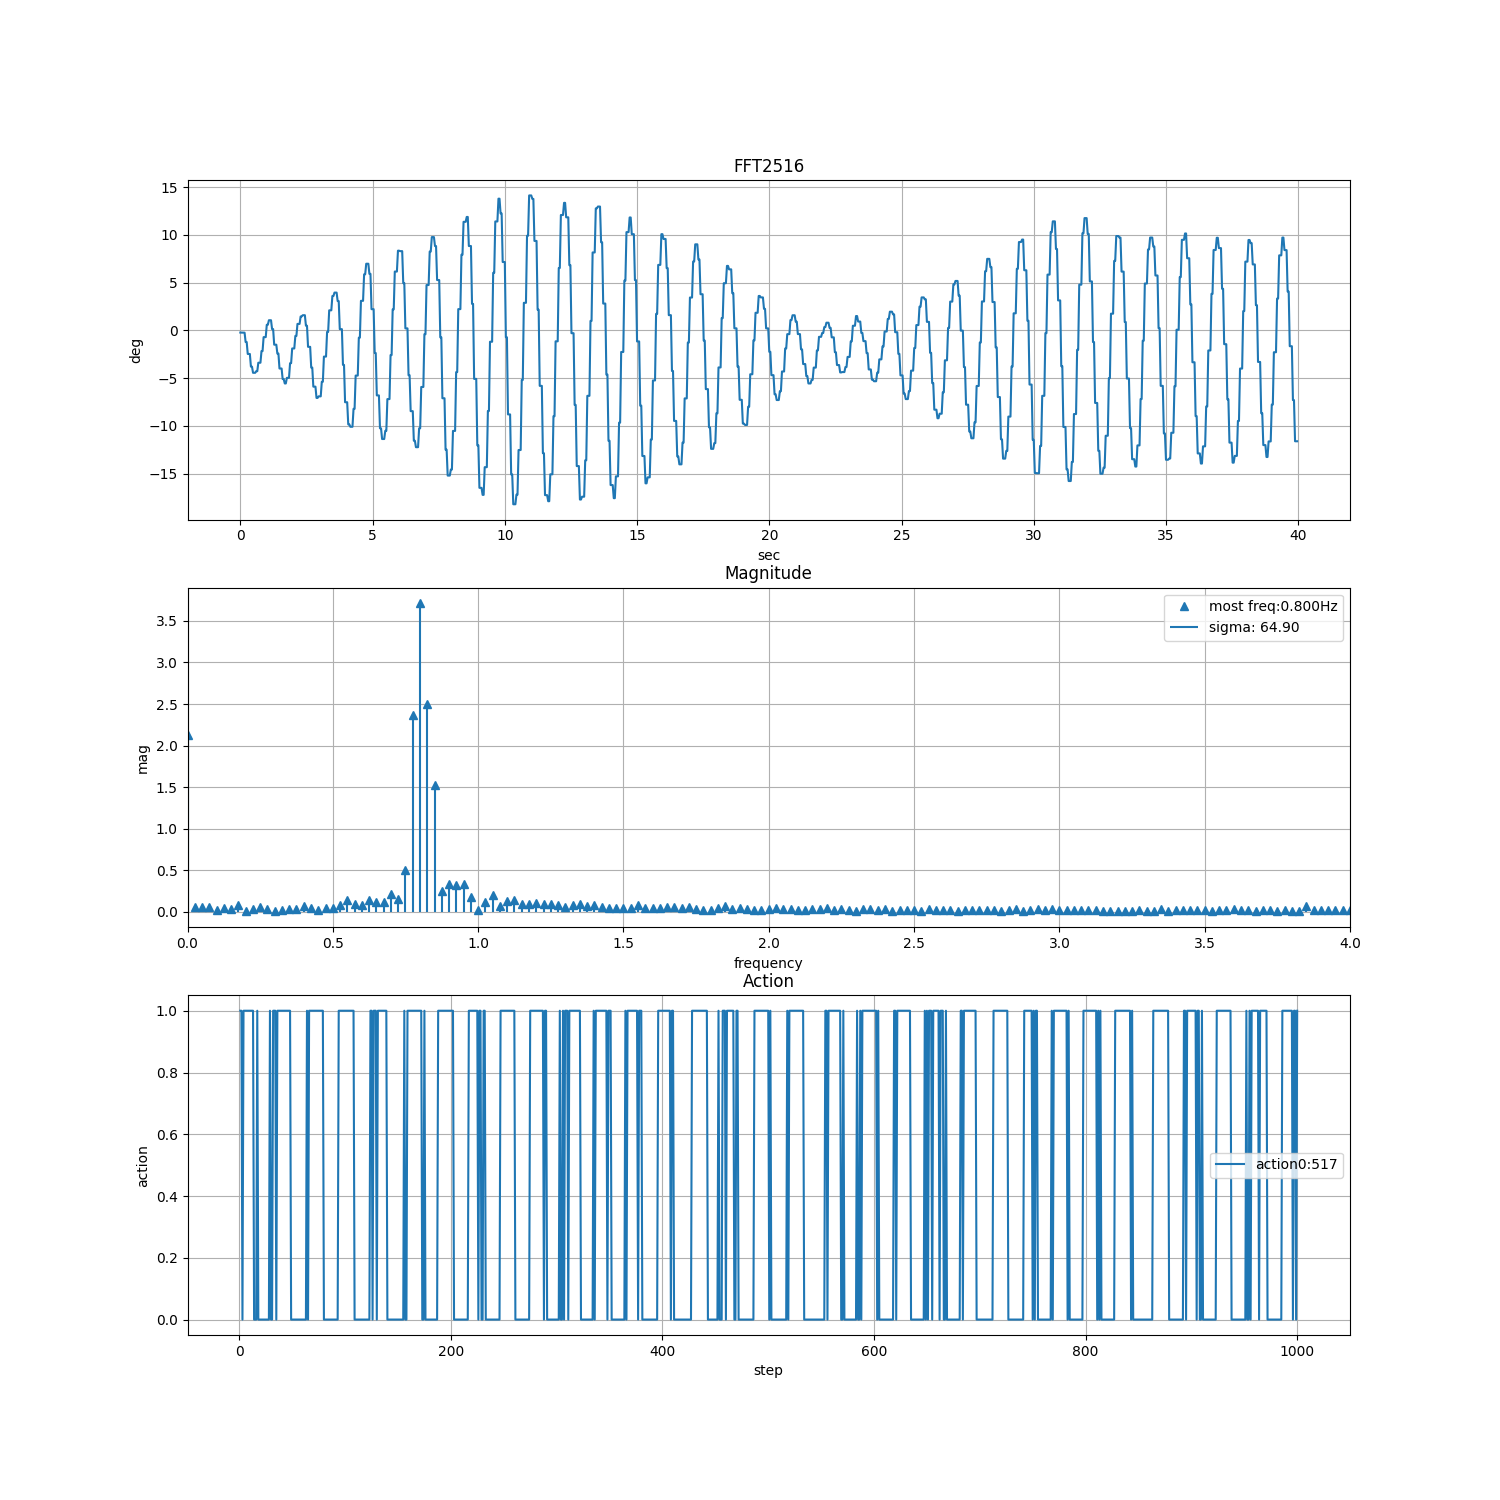 FFT2516
15
10
5
0
−5
−10
−15
deg
0 5 10 15 20 25 30 35 40
sec
Magnitude
3.5
3.0
2.5
2.0
1.5
1.0
0.5
0.0
mag
most freq:0.800Hz
sigma: 64.90
0.0 0.5 1.0 1.5 2.0 2.5 3.0 3.5 4.0
frequency
Action
1.0
0.8
0.6
0.4
0.2
0.0
action
action0:517
0 200 400 600 800 1000
step